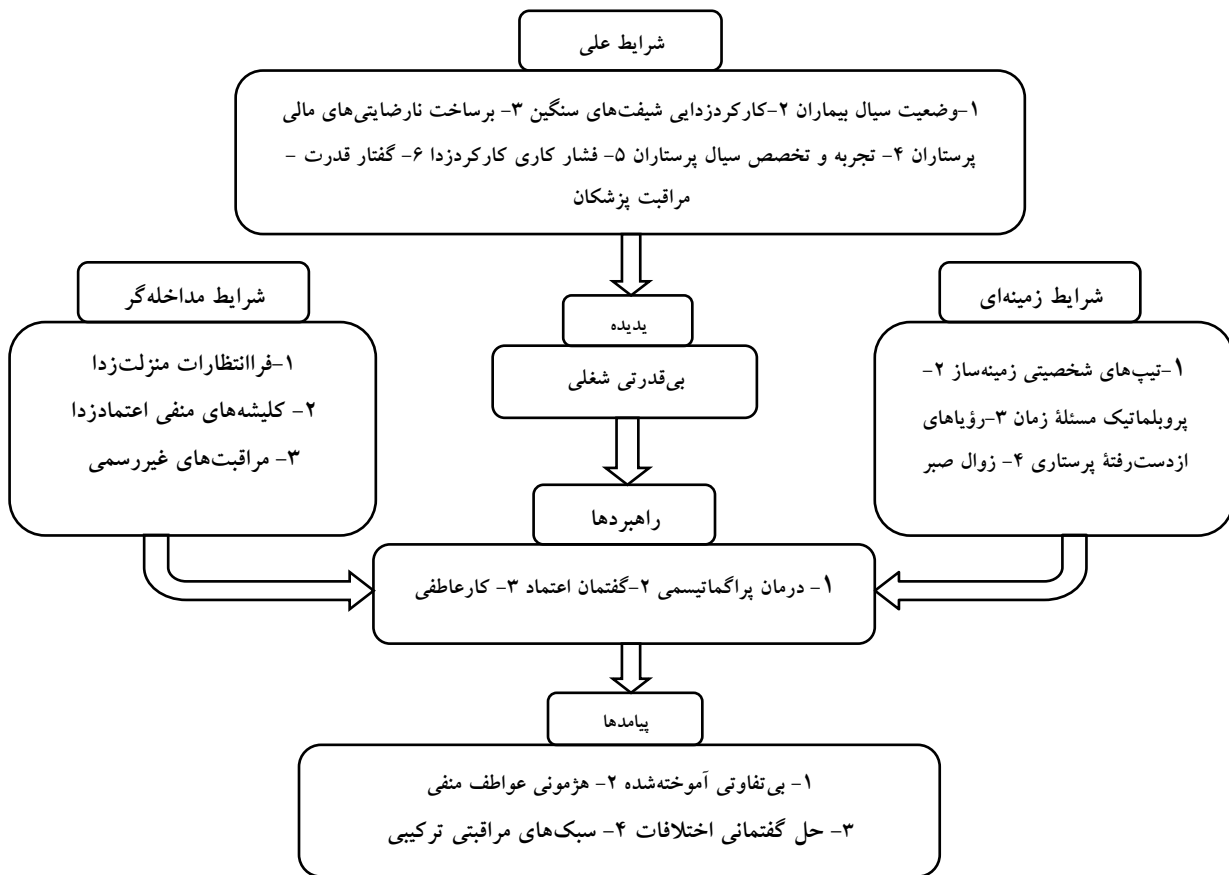 شرایط علی
۱-وضعیت سیال بیماران ۲-کارکردزدایی شیفت‌های سنگین ۳- برساخت نارضایتی‌های مالی
پرستاران ۴- تجربه و تخصص سیال پرستاران ۵- فشار کاری کارکردزدا ۶- گفتار قدرت -
مراقبت پزشکان
شرایط زمینه‌ای
۱-تیپ‌های شخصیتی زمینه‌ساز ۲-
پروبلماتیک مسئلۀ زمان ۳-رؤیاهای
ازدست‌رفتۀ پرستاری ۴- زوال صبر
پدیده
بی‌قدرتی شغلی
شرایط مداخله‌گر
۱-فراانتظارات منزلت‌زدا
۲- کلیشه‌های منفی اعتمادزدا
۳- مراقبت‌های غیررسمی
راهبردها
۱- درمان پراگماتیسمی ۲-گفتمان اعتماد ۳- کارعاطفی
پیامدها
۱- بی‌تفاوتی آموخته‌شده ۲- هژمونی عواطف منفی
۳- حل گفتمانی اختلافات ۴- سبک‌های مراقبتی ترکیبی